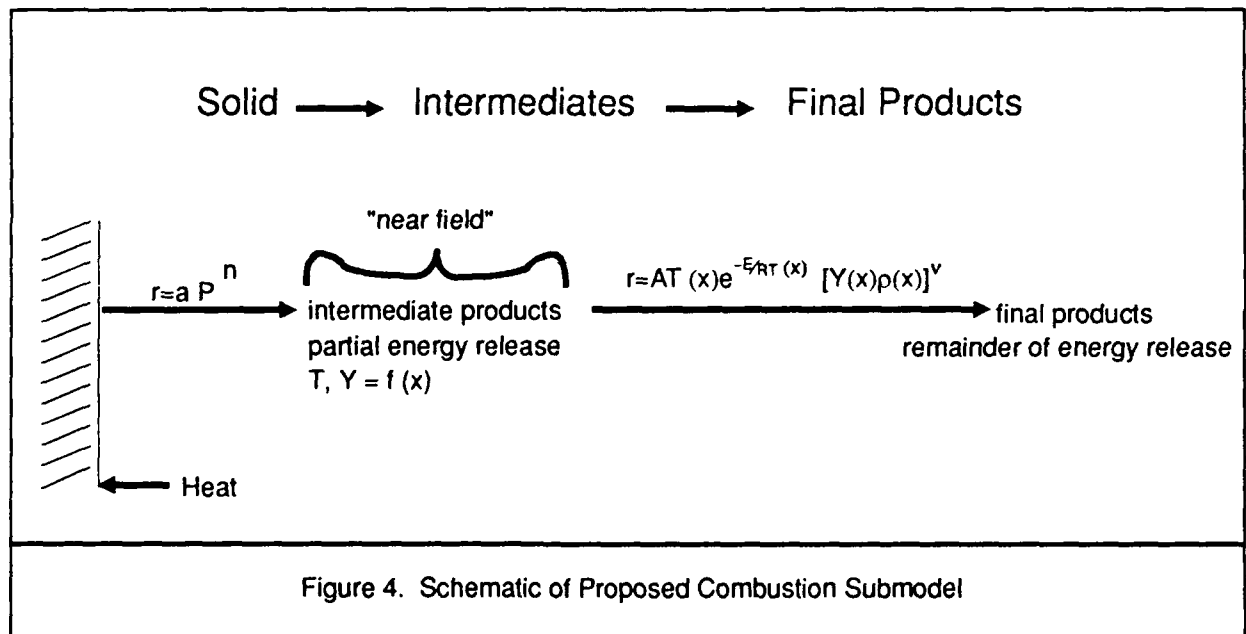 Solid → Intermediates → Final Products
"near field"
r=a P^n
r=AT (x)e^-E/RT (x) [Y(x)ρ(x)]^ν
intermediate products
partial energy release
T, Y = f (x)
final products
remainder of energy release
Heat
Figure 4. Schematic of Proposed Combustion Submodel